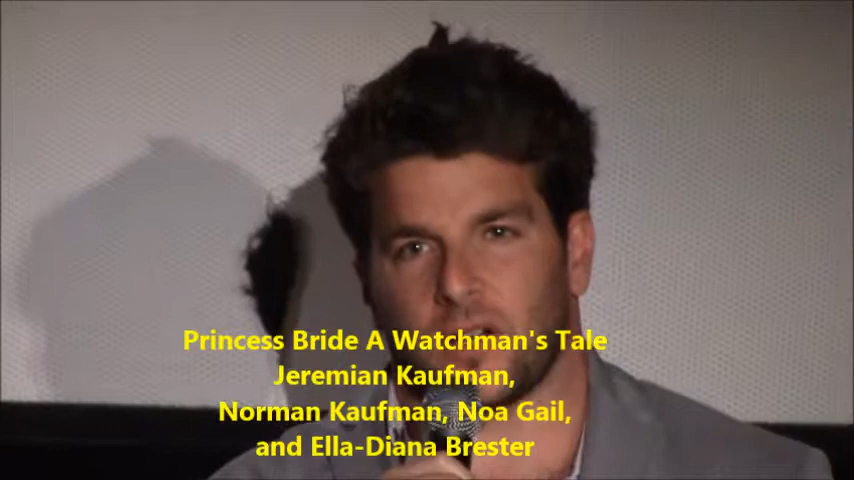 Princess Bride A Watchman's Tale
Jeremian Kaufman,
Norman Kaufman, Noa Gail,
and Ella-Diana Brester